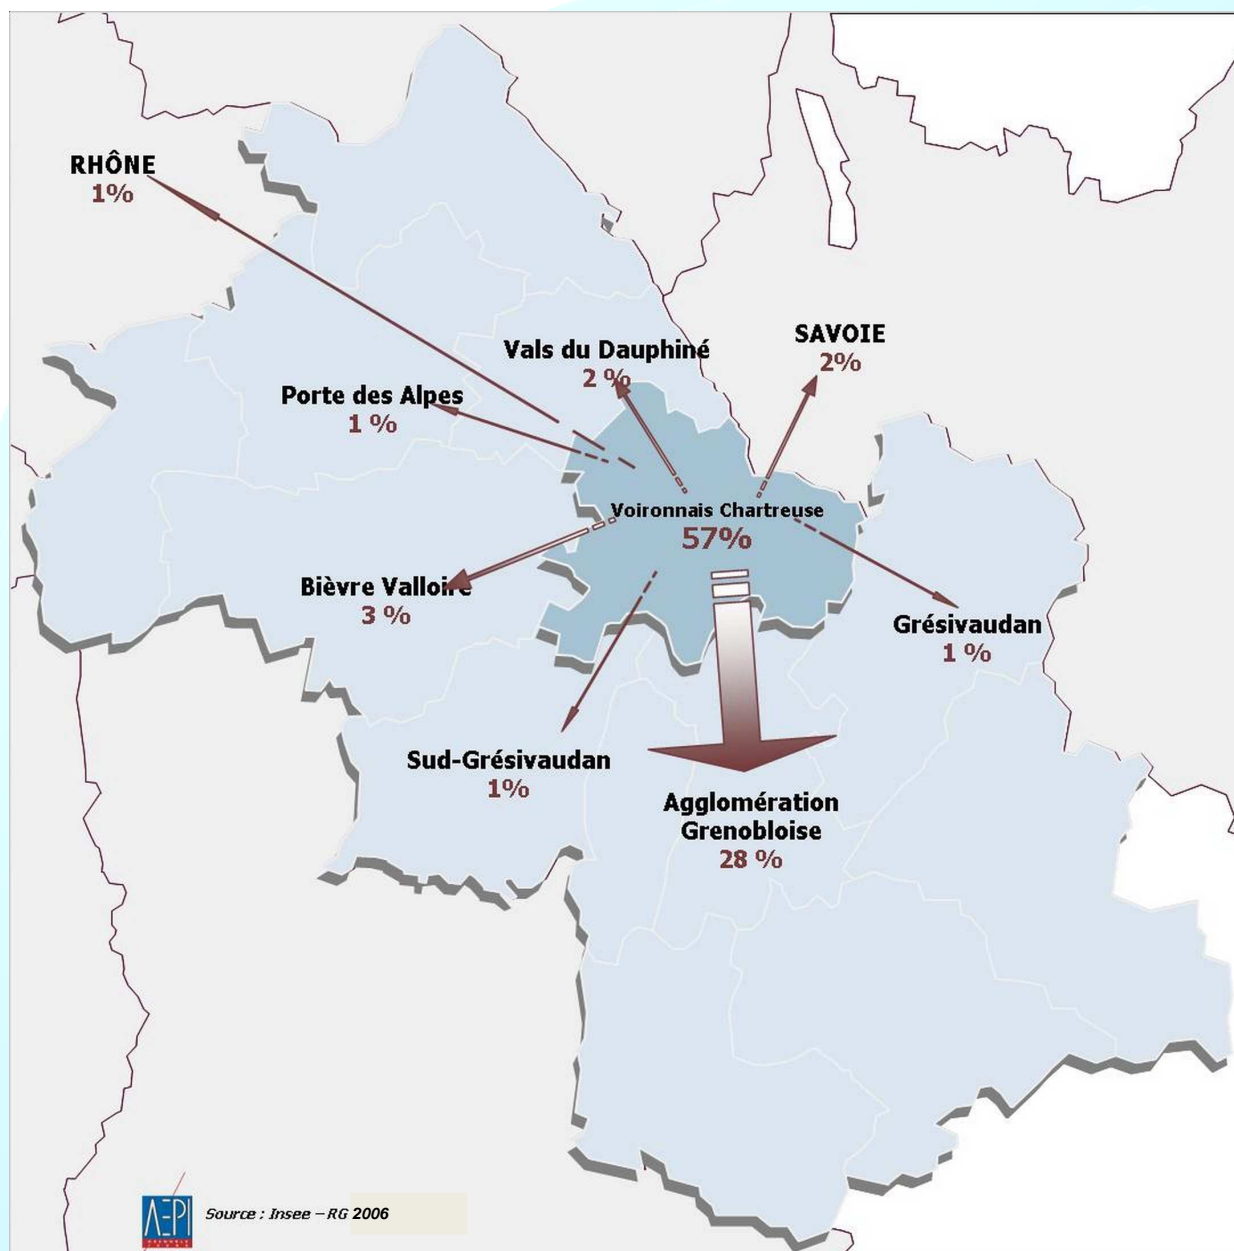 RHÔNE
1%
SAVOIE
2%
Vals du Dauphiné
2 %
Porte des Alpes
1 %
Voironnais Chartreuse
57%
Bièvre Valloire
3 %
Grésivaudan
1 %
Sud-Grésivaudan
1%
Agglomération
Grenobloise
28 %
AEPI
Source : Insee – RG 2006